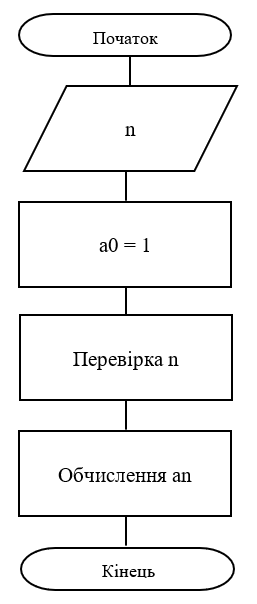 Початок
n
a0 = 1
Перевірка n
Обчислення an
Кінець